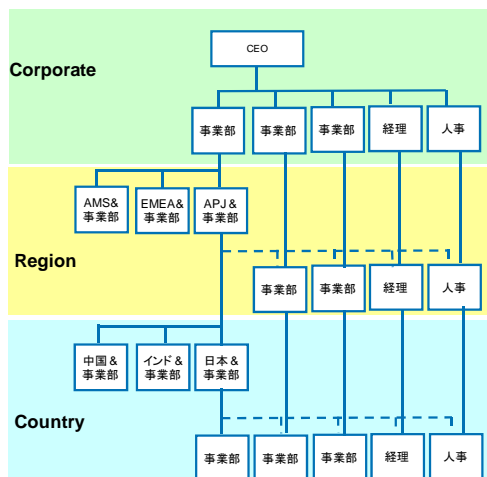 CEO
Corporate
事業部
事業部
事業部
経理
人事
AMS&
事業部
EMEA&
事業部
APJ&
事業部
Region
事業部
事業部
経理
人事
中国&
事業部
インド&
事業部
日本&
事業部
Country
事業部
事業部
事業部
経理
人事